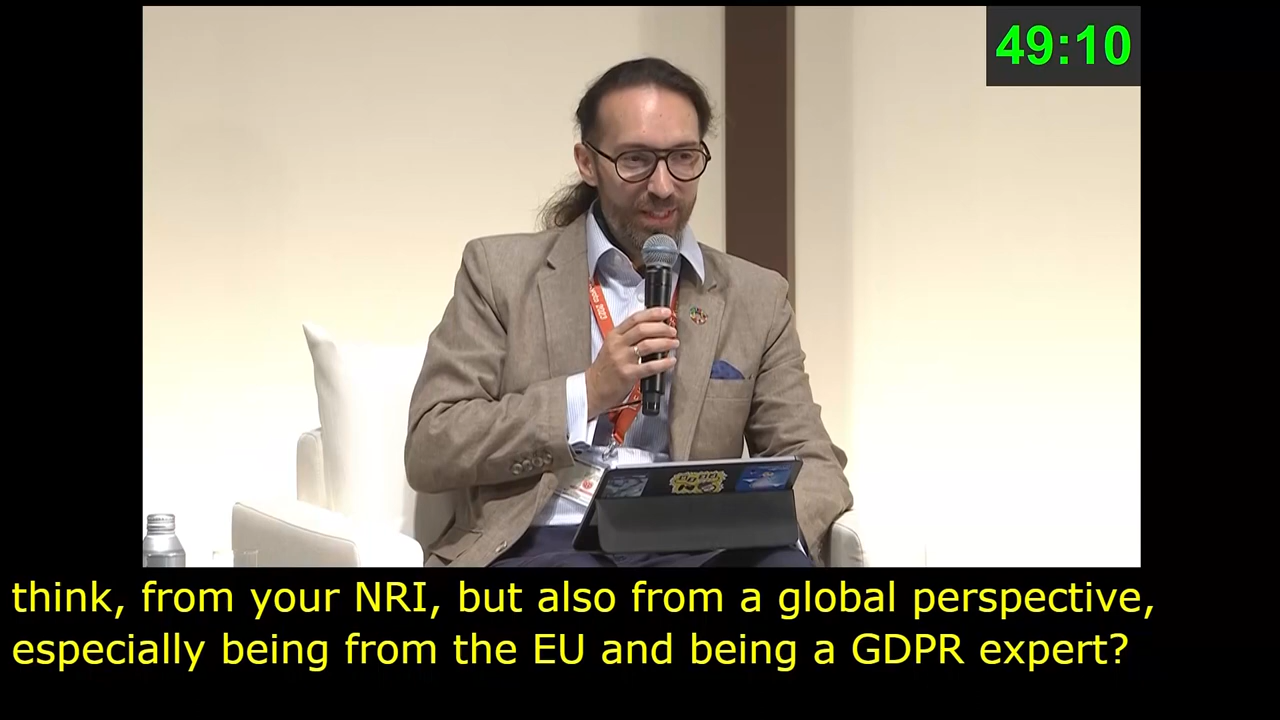 49:10
think, from your NRI, but also from a global perspective,
especially being from the EU and being a GDPR expert?